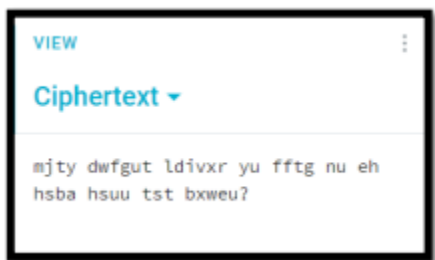 VIEW
Ciphertext
mjty dwfgut ldivxr yu fftg nu eh
hsba hsuu tst bxweu?